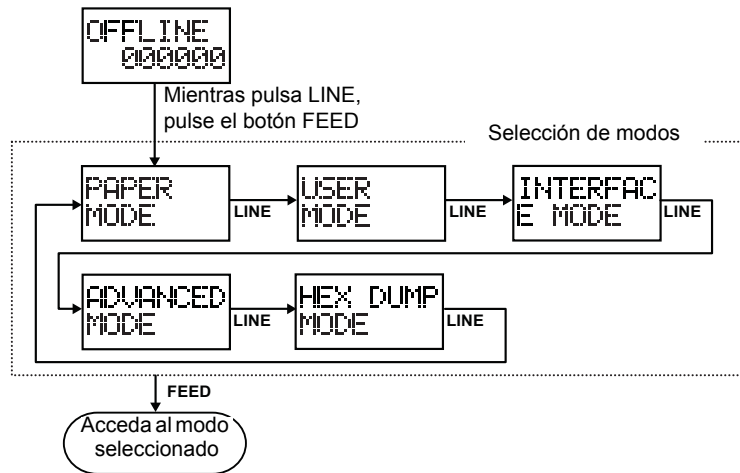 OFFLINE
000000
Mientras pulsa LINE,
pulse el botón FEED
Selección de modos
PAPER
MODE
LINE
USER
MODE
LINE
INTERFAC
E MODE
LINE
ADVANCED
MODE
LINE
HEX DUMP
MODE
LINE
FEED
Acceda al modo
seleccionado